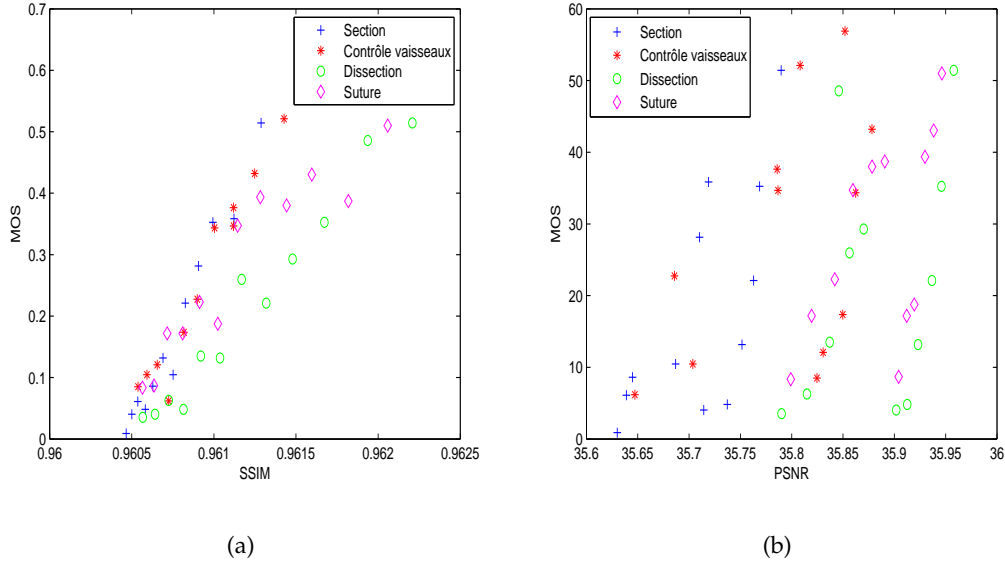 0.7
0.6
0.5
0.4
0.3
0.2
0.1
0
MOS
0.96
0.9605
0.961
0.9615
0.962
0.9625
SSIM
Section
Contrôle vaisseaux
Dissection
Suture
(a)
60
50
40
30
20
10
0
MOS
35.6
35.65
35.7
35.75
35.8
35.85
35.9
35.95
36
PSNR
Section
Contrôle vaisseaux
Dissection
Suture
(b)